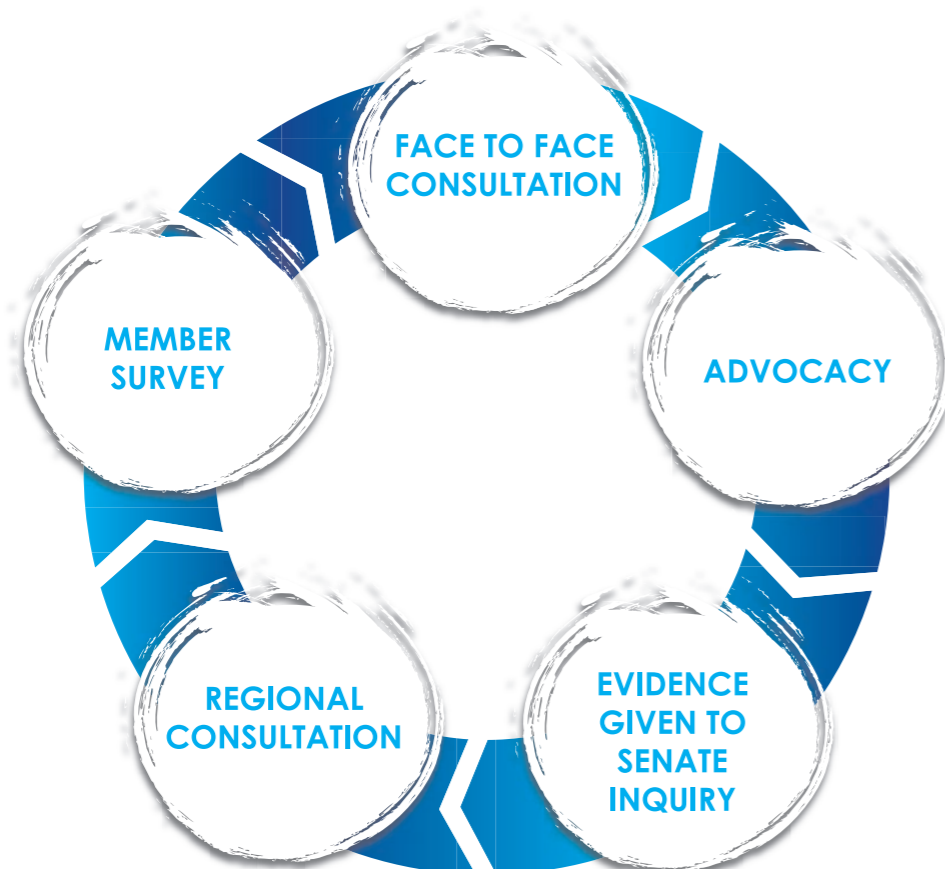 FACE TO FACE
CONSULTATION
ADVOCACY
EVIDENCE
GIVEN TO
SENATE
INQUIRY
REGIONAL
CONSULTATION
MEMBER
SURVEY